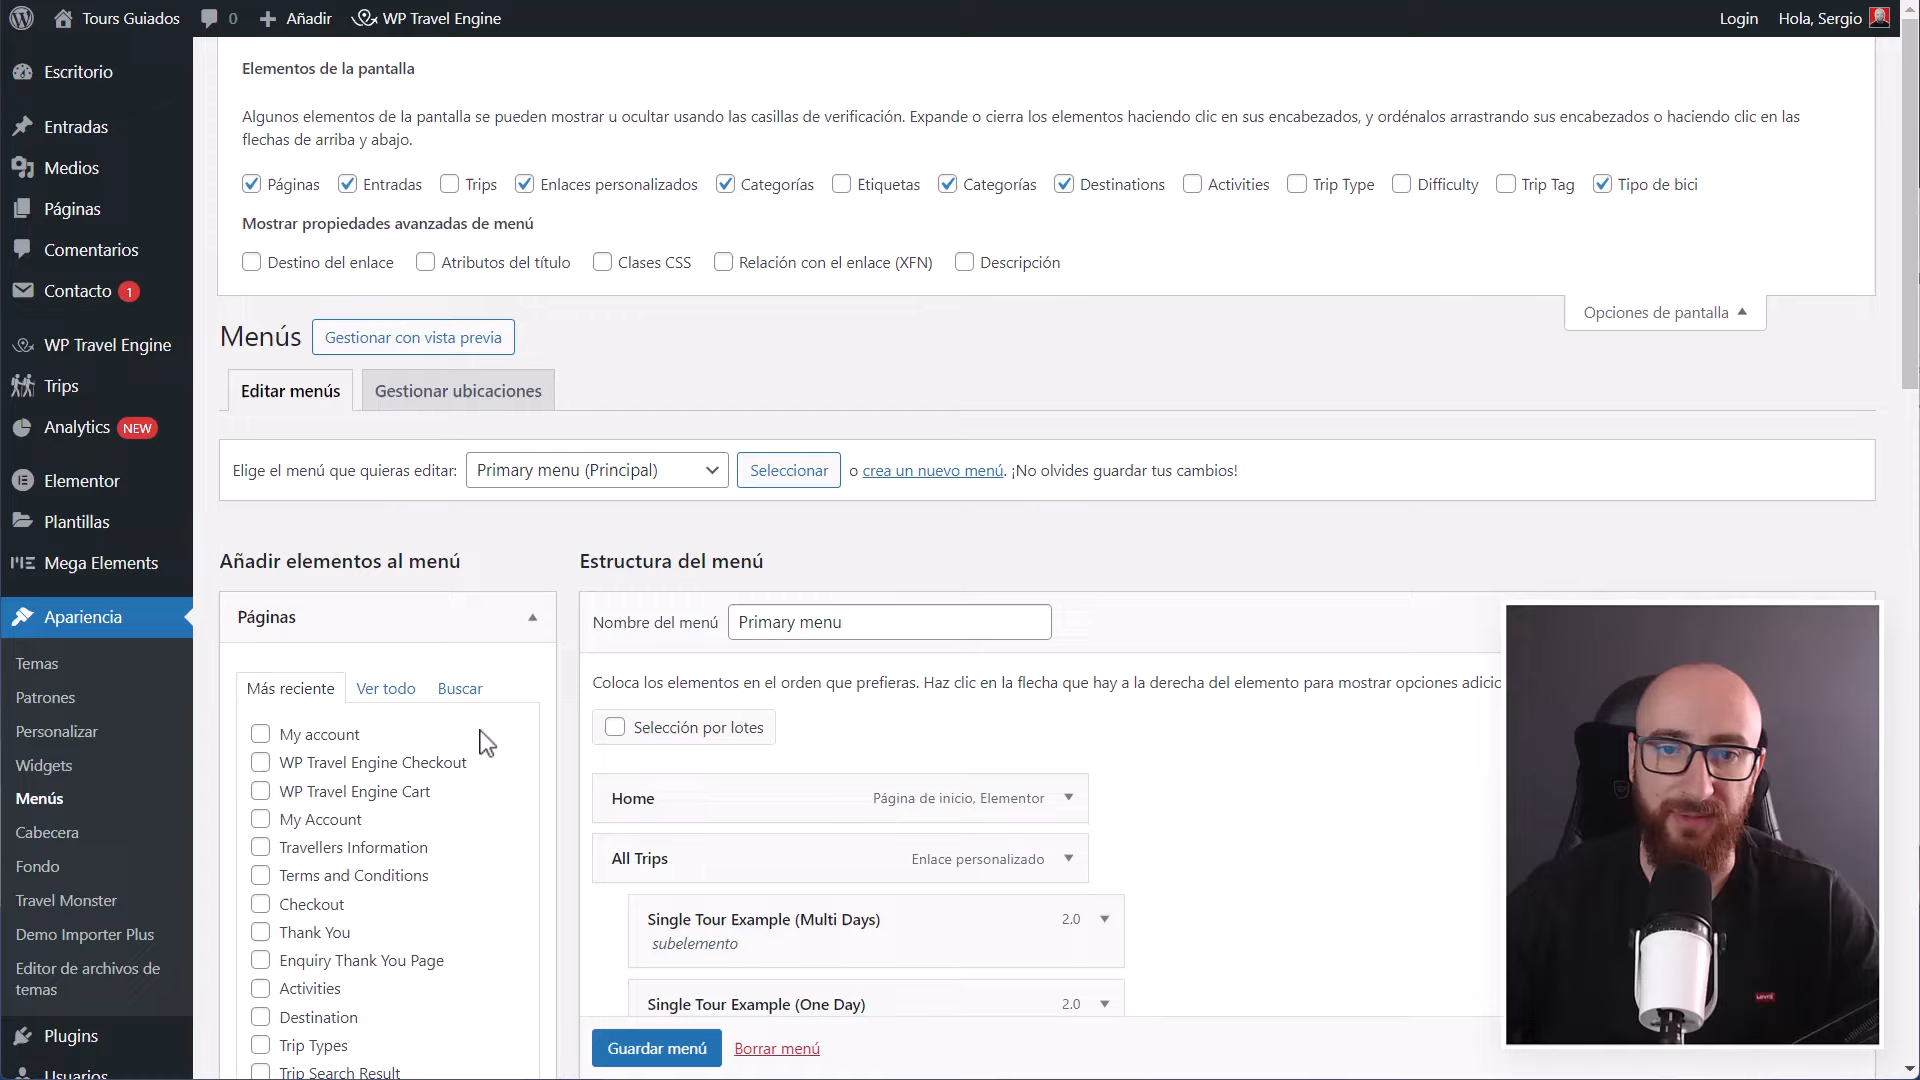 Tours Guiados 0 Añadir WP Travel Engine Login Hola, Sergio
Escritorio
Entradas
Medios
Páginas
Comentarios
Contacto 1
WP Travel Engine
Trips
Analytics NEW
Elementor
Plantillas
Mega Elements
Apariencia
Temas
Patrones
Personalizar
Widgets
Menús
Cabecera
Fondo
Travel Monster
Demo Importer Plus
Editor de archivos de
temas
Plugins
Usuarios
Elementos de la pantalla
Algunos elementos de la pantalla se pueden mostrar u ocultar usando las casillas de verificación. Expande o cierra los elementos haciendo clic en sus encabezados, y ordénalos arrastrando sus encabezados o haciendo clic en las
flechas de arriba y abajo.
Páginas Entradas Trips Enlaces personalizados Categorías Etiquetas Categorías Destinations Activities Trip Type Difficulty Trip Tag Tipo de bici
Mostrar propiedades avanzadas de menú
Destino del enlace Atributos del título Clases CSS Relación con el enlace (XFN) Descripción
Opciones de pantalla
Menús Gestionar con vista previa
Editar menús Gestionar ubicaciones
Elige el menú que quieras editar: Primary menu (Principal) Seleccionar o crea un nuevo menú. ¡No olvides guardar tus cambios!
Añadir elementos al menú
Páginas
Más reciente Ver todo Buscar
My account
WP Travel Engine Checkout
WP Travel Engine Cart
My Account
Travellers Information
Terms and Conditions
Checkout
Thank You
Enquiry Thank You Page
Activities
Destination
Trip Types
Trip Search Result
Estructura del menú
Nombre del menú Primary menu
Coloca los elementos en el orden que prefieras. Haz clic en la flecha que hay a la derecha del elemento para mostrar opciones adicio
Selección por lotes
Home Página de inicio, Elementor
All Trips Enlace personalizado
Single Tour Example (Multi Days) 2.0
subelemento
Single Tour Example (One Day) 2.0
Guardar menú Borrar menú
Levi's